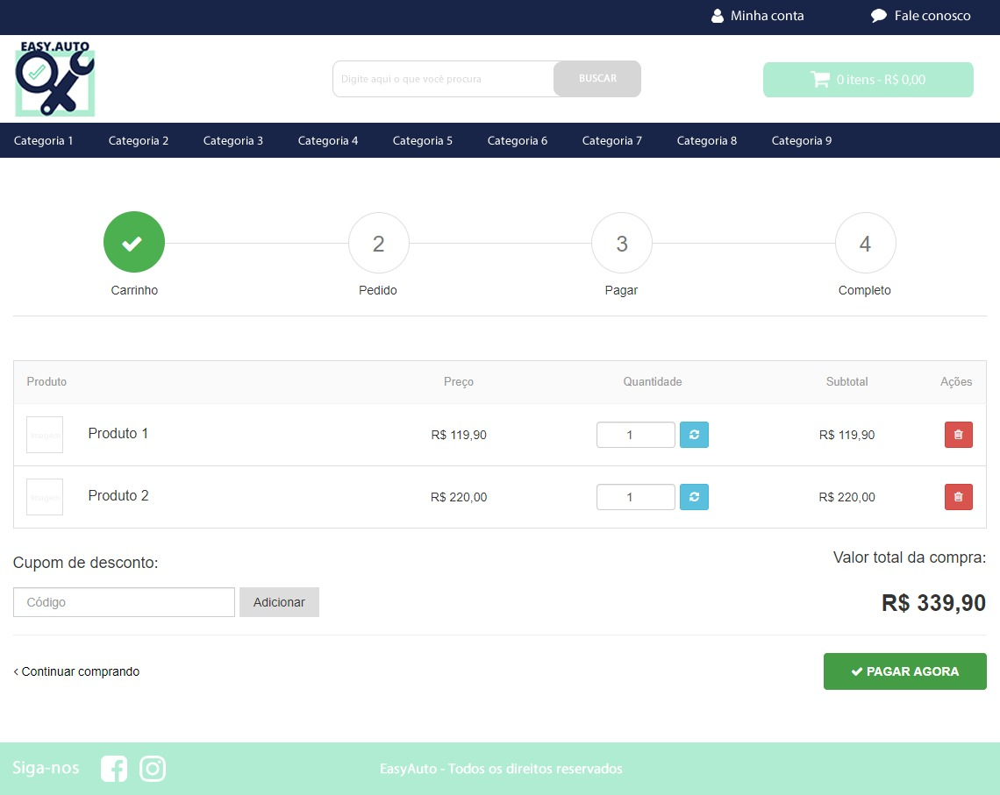 Minha conta
Fale conosco
EASY.AUTO
Digite aqui o que você procura
BUSCAR
0 itens - R$ 0,00
Categoria 1 Categoria 2 Categoria 3 Categoria 4 Categoria 5 Categoria 6 Categoria 7 Categoria 8 Categoria 9
2 3 4
Carrinho Pedido Pagar Completo
Produto Preço Quantidade Subtotal Ações
Imagem Produto 1 R$ 119,90 1 R$ 119,90
Imagem Produto 2 R$ 220,00 1 R$ 220,00
Cupom de desconto:
Valor total da compra:
Código Adicionar
R$ 339,90
‹ Continuar comprando
PAGAR AGORA
Siga-nos
EasyAuto - Todos os direitos reservados